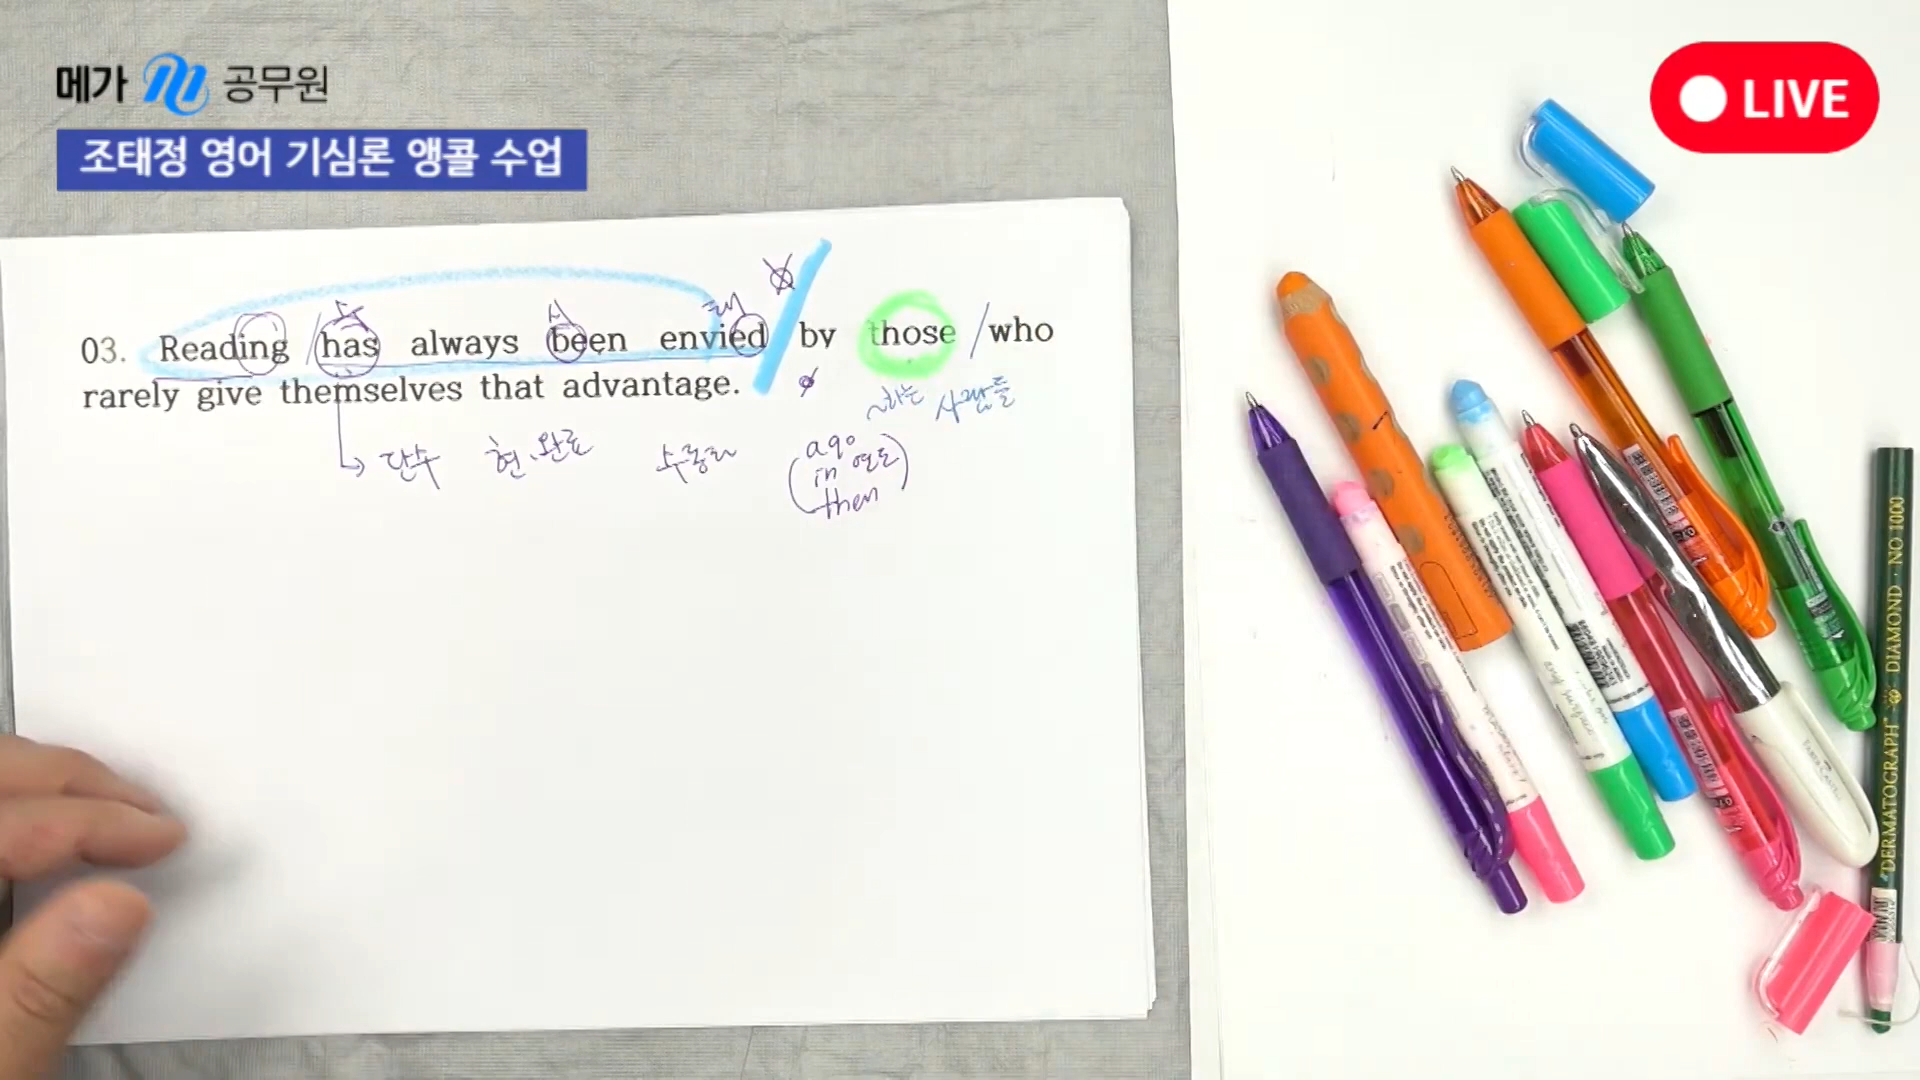 메가 공무원
LIVE
조태정 영어 기심론 앵콜 수업
03. Reading has always been envied by those who
rarely give themselves that advantage.
~하는 사람들
단수 현.완료 수동태
ago
in 연도
then
DIAMOND · NO 1000
"DERMATOGRAPH"